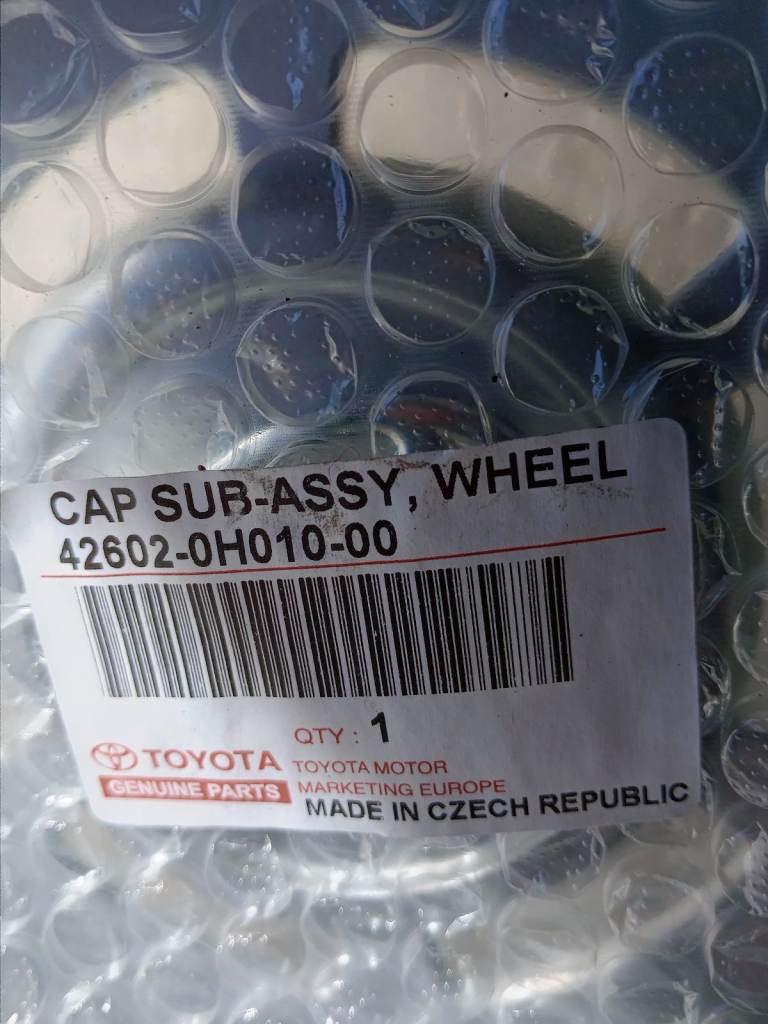 CAP SUB-ASSY, WHEEL
42602-0H010-00
QTY : 1
TOYOTA
GENUINE PARTS
TOYOTA MOTOR
MARKETING EUROPE
MADE IN CZECH REPUBLIC